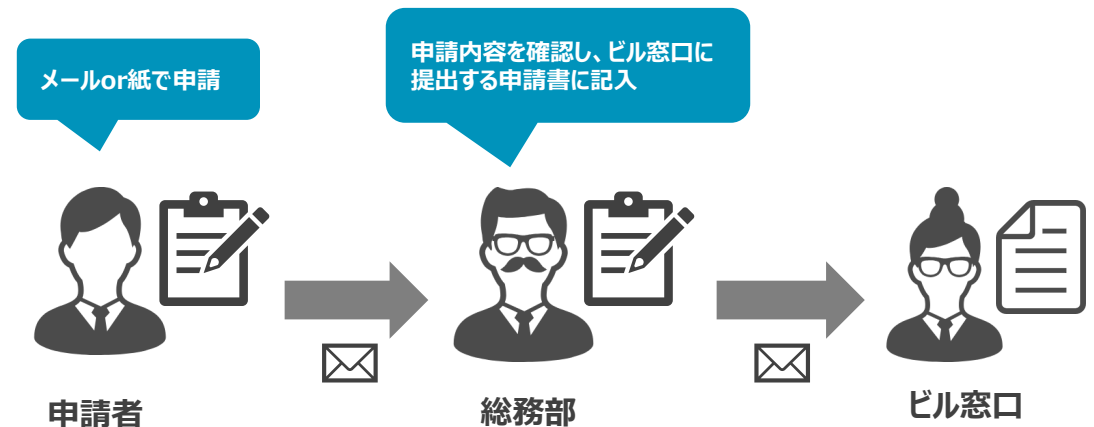 メールor紙で申請
申請内容を確認し、ビル窓口に
提出する申請書に記入
申請者
総務部
ビル窓口